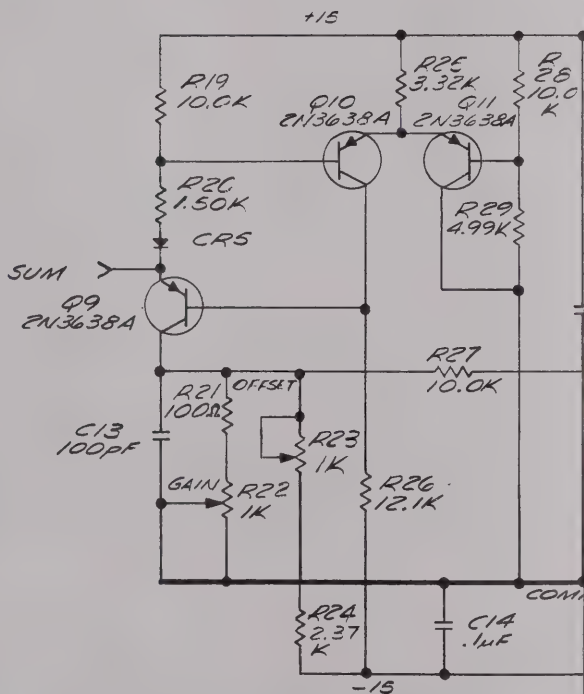 +15
R19
10.0K
R25
3.32K
R
28
10.0
K
Q10
2N3638A
Q11
2N3638A
R20
1.50K
CR5
R29
4.99K
SUM
Q9
2N3638A
R27
10.0K
R21
100Ω
OFFSET
C13
100pF
R23
1K
GAIN
R22
1K
R26
12.1K
COMM
R24
2.37
K
C14
.1µF
-15